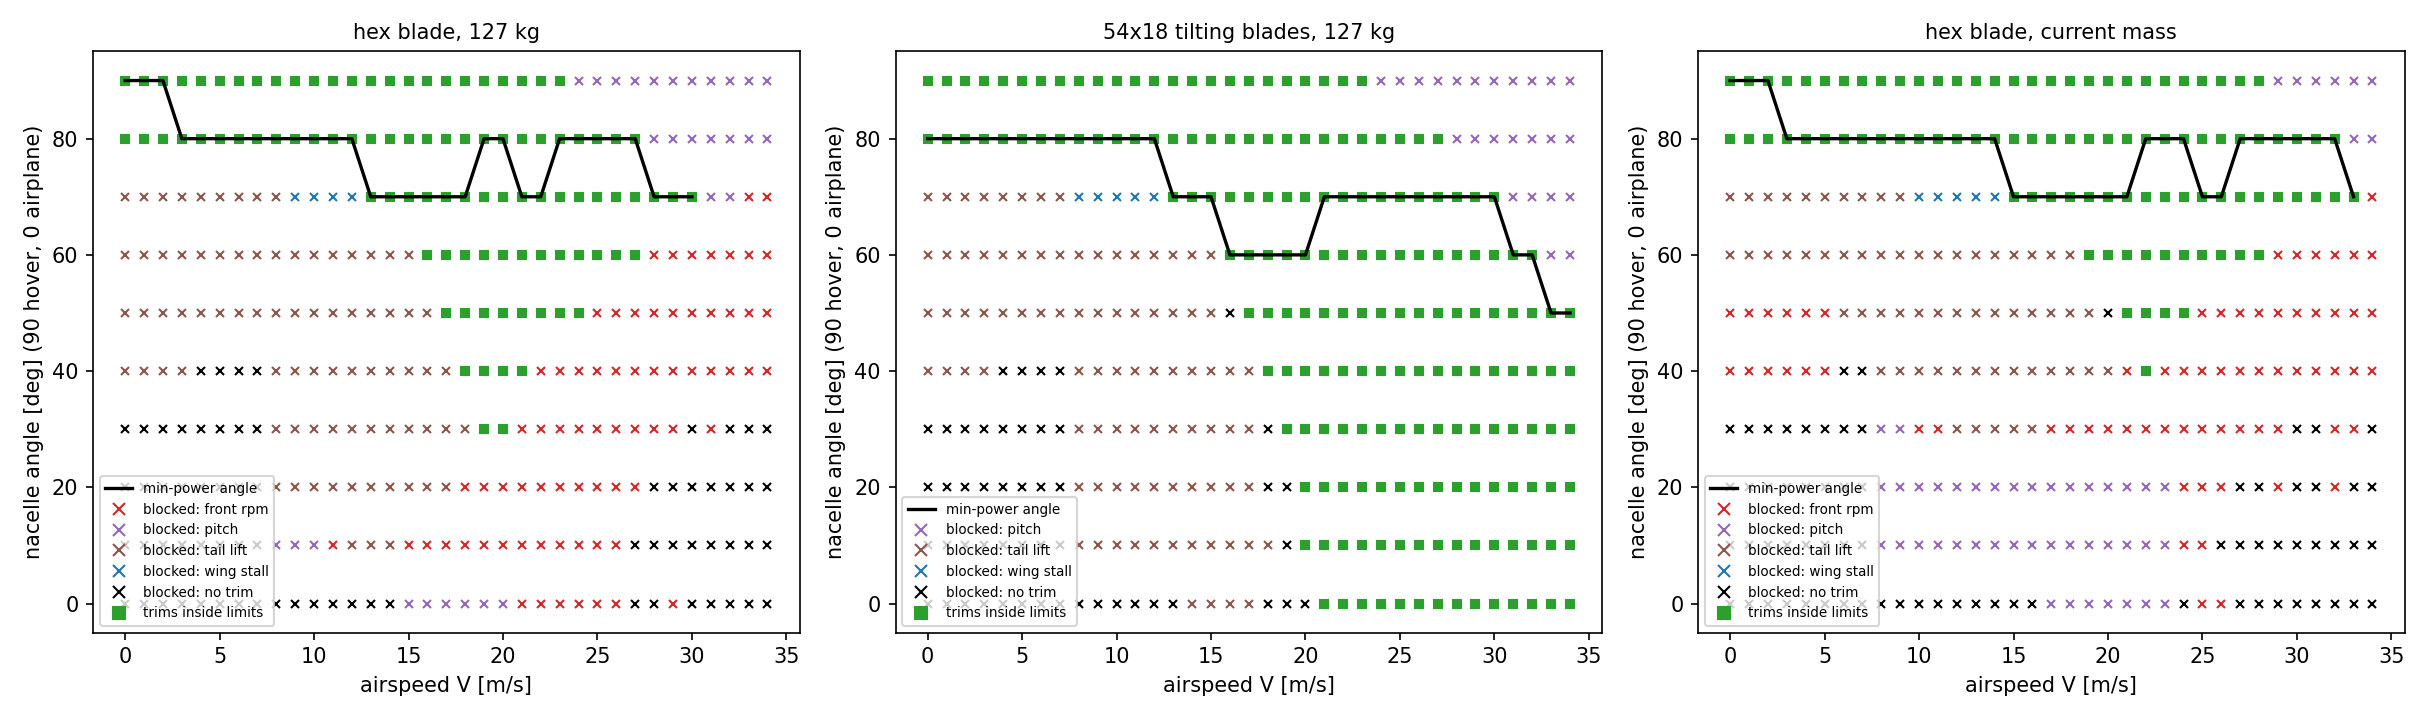 hex blade, 127 kg
nacelle angle [deg] (90 hover, 0 airplane)
80
60
40
20
0
min-power angle
blocked: front rpm
blocked: pitch
blocked: tail lift
blocked: wing stall
blocked: no trim
trims inside limits
0 5 10 15 20 25 30 35
airspeed V [m/s]
54x18 tilting blades, 127 kg
nacelle angle [deg] (90 hover, 0 airplane)
80
60
40
20
0
min-power angle
blocked: pitch
blocked: tail lift
blocked: wing stall
blocked: no trim
trims inside limits
0 5 10 15 20 25 30 35
airspeed V [m/s]
hex blade, current mass
nacelle angle [deg] (90 hover, 0 airplane)
80
60
40
20
0
min-power angle
blocked: front rpm
blocked: pitch
blocked: tail lift
blocked: wing stall
blocked: no trim
trims inside limits
0 5 10 15 20 25 30 35
airspeed V [m/s]